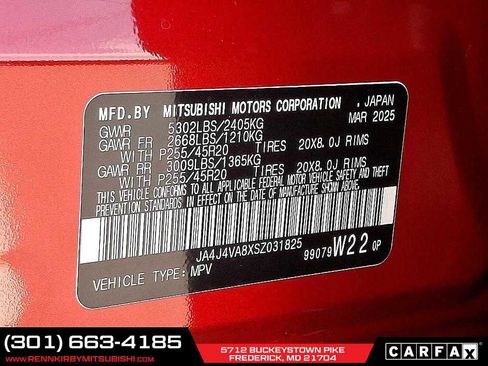 MFD.BY MITSUBISHI MOTORS CORPORATION , JAPAN
MAR 2025
GVWR 5302LBS/2405KG
GAWR FR 2668LBS/1210KG
WITH P255/45R20 20X8.0J RIMS
GAWR RR 3009LBS/1365KG
WITH P255/45R20 20X8.0J RIMS
THIS VEHICLE CONFORMS TO ALL APPLICABLE FEDERAL MOTOR VEHICLE SAFETY AND THEFT
PREVENTION STANDARDS IN EFFECT ON THE DATE OF MANUFACTURE SHOWN ABOVE.
JA4J4VA8XSZ031825 99079 W22 0P
VEHICLE TYPE: MPV
(301) 663-4185
WWW.RENNKIRBYMITSUBISHI.COM
5712 BUCKEYSTOWN PIKE
FREDERICK, MD 21704
CARFAX